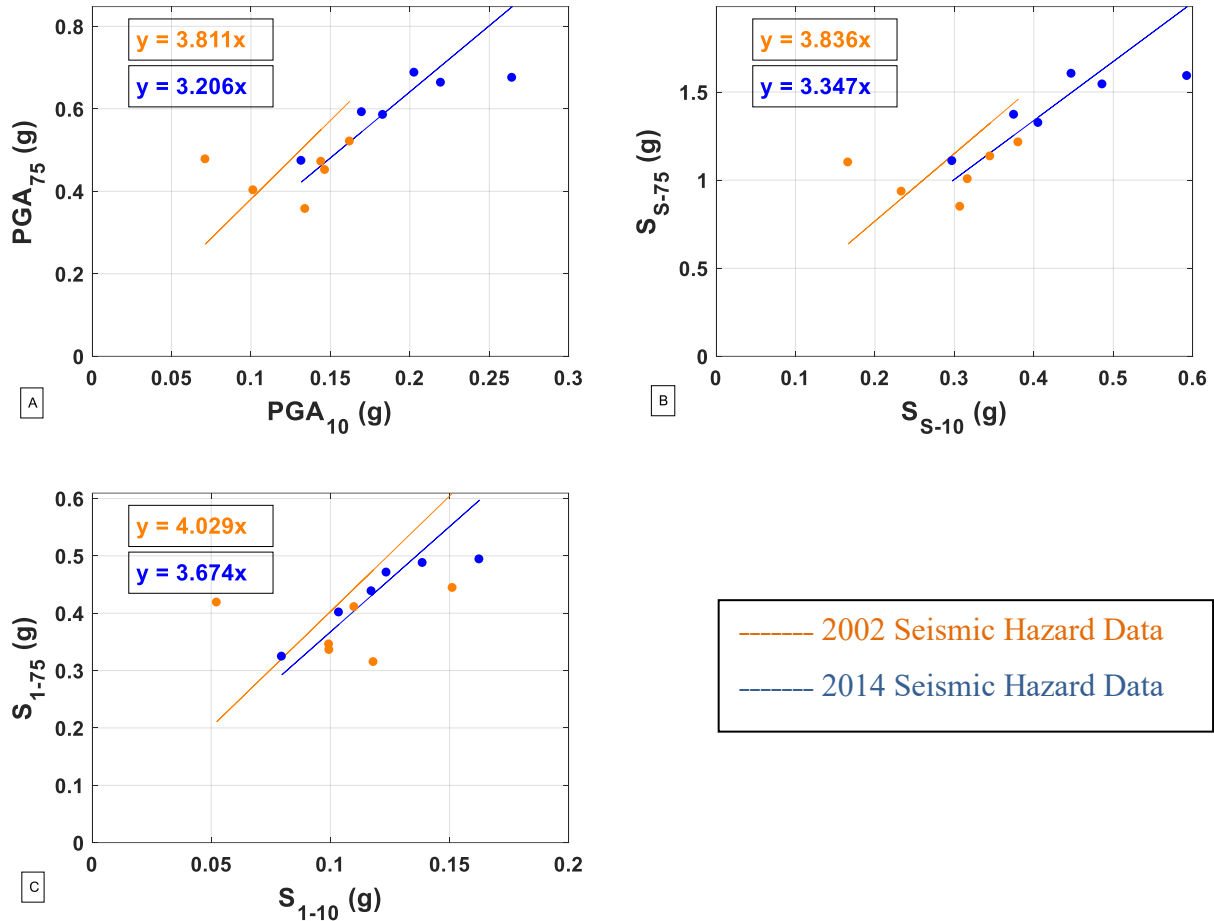 y = 3.811x
y = 3.206x
0.8
0.6
0.4
0.2
0
PGA75 (g)
0 0.05 0.1 0.15 0.2 0.25 0.3
PGA10 (g)
A
y = 3.836x
y = 3.347x
1.5
1
0.5
0
SS-75 (g)
0 0.1 0.2 0.3 0.4 0.5 0.6
SS-10 (g)
B
y = 4.029x
y = 3.674x
0.6
0.5
0.4
0.3
0.2
0.1
0
S1-75 (g)
0 0.05 0.1 0.15 0.2
S1-10 (g)
C
------- 2002 Seismic Hazard Data
------- 2014 Seismic Hazard Data